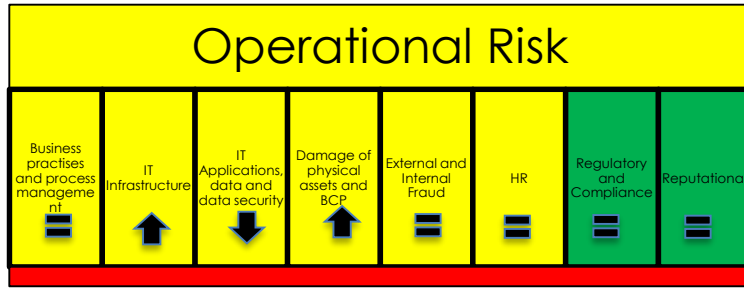 Operational Risk
Business
practises
and process
manageme
nt
IT
Infrastructure
IT
Applications,
data and
data security
Damage of
physical
assets and
BCP
External and
Internal
Fraud
HR
Regulatory
and
Compliance
Reputationa